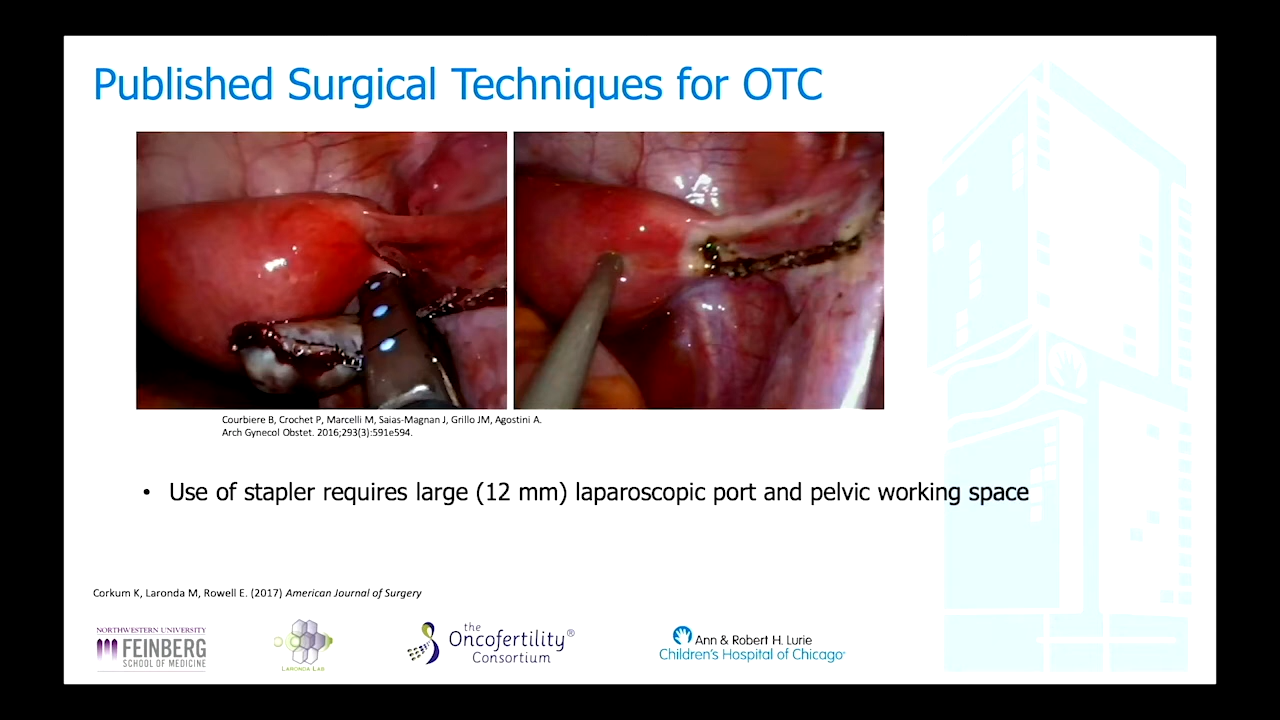 Published Surgical Techniques for OTC
Courbiere B, Crochet P, Marcelli M, Saias-Magnan J, Grillo JM, Agostini A.
Arch Gynecol Obstet. 2016;293(3):591e594.
• Use of stapler requires large (12 mm) laparoscopic port and pelvic working space
Corkum K, Laronda M, Rowell E. (2017) American Journal of Surgery
NORTHWESTERN UNIVERSITY
FEINBERG
SCHOOL OF MEDICINE
LARONDA LAB
the
Oncofertility®
Consortium
Ann & Robert H. Lurie
Children's Hospital of Chicago